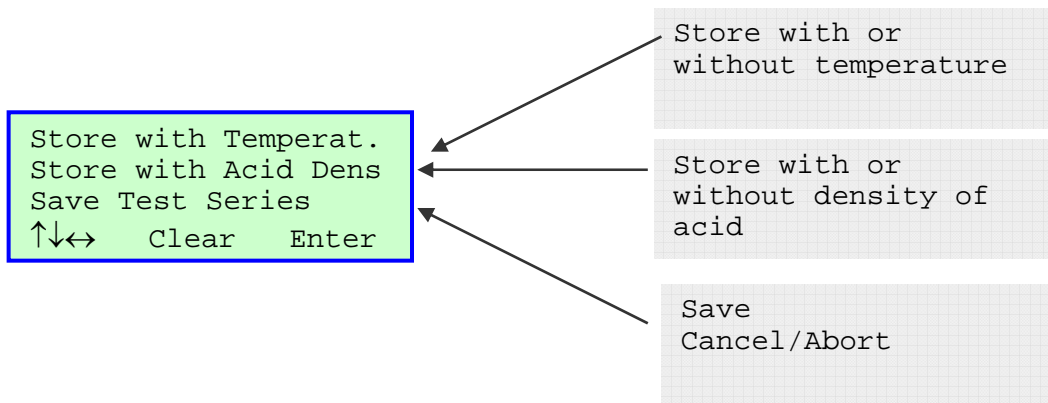 Store with Temperat.
Store with Acid Dens
Save Test Series
↑↓↔ Clear Enter
Store with or
without temperature
Store with or
without density of
acid
Save
Cancel/Abort